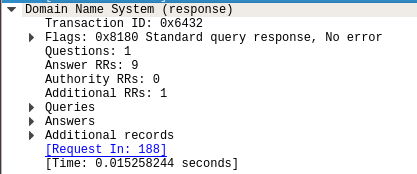 Domain Name System (response)
Transaction ID: 0x6432
Flags: 0x8180 Standard query response, No error
Questions: 1
Answer RRs: 9
Authority RRs: 0
Additional RRs: 1
Queries
Answers
Additional records
[Request In: 188]
[Time: 0.015258244 seconds]